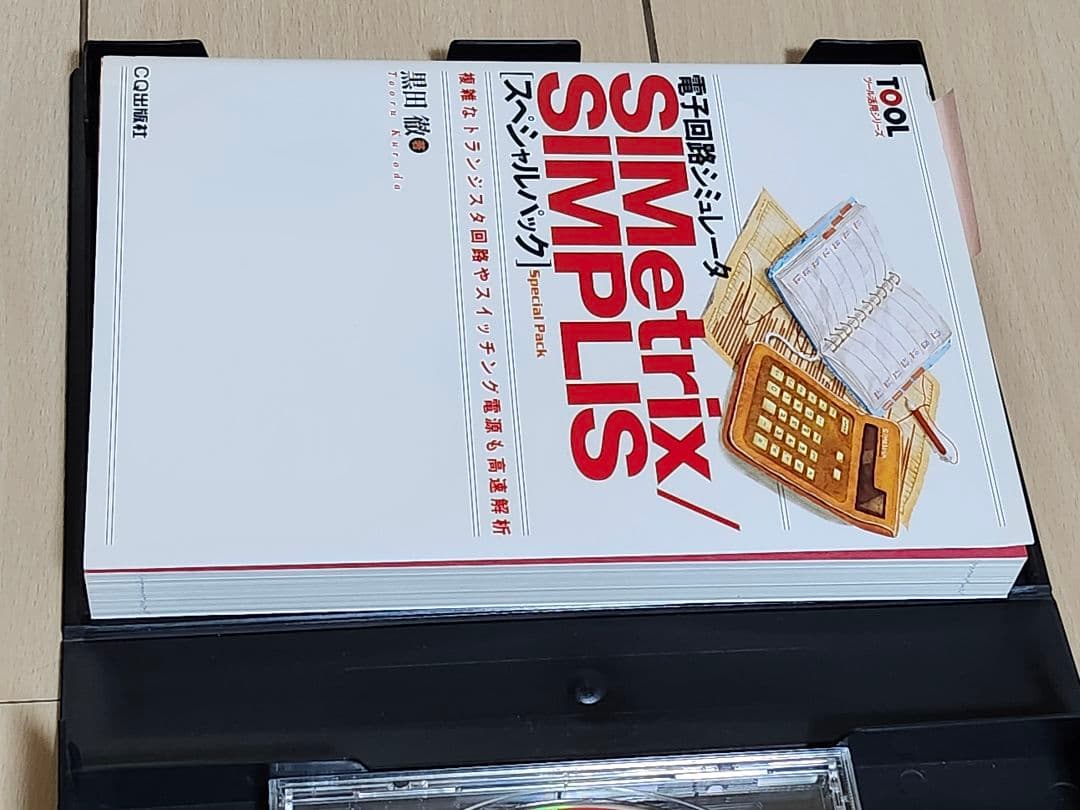 TOOL
ツール活用シリーズ
電子回路シミュレータ
SIMetrix/
SIMPLIS
[スペシャルパック]
Special Pack
複雑なトランジスタ回路やスイッチング電源も高速解析
黒田 徹 著
Tooru Kuroda
CQ出版社